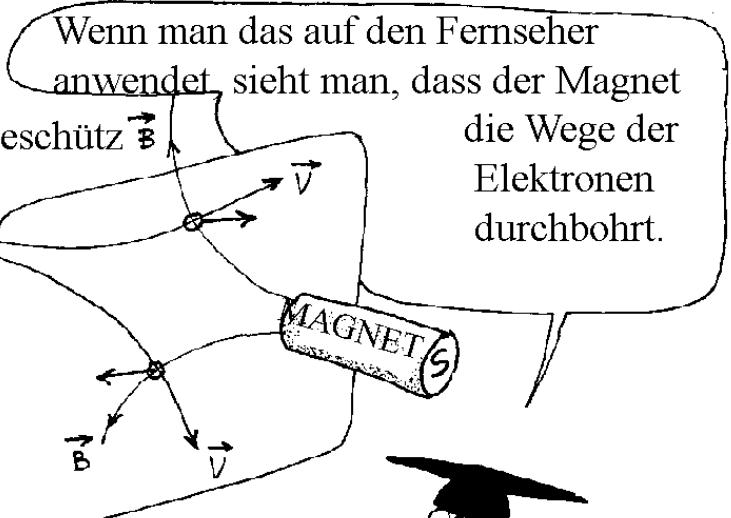 Wenn man das auf den Fernseher
anwendet, sieht man, dass der Magnet
die Wege der
Elektronen
durchbohrt.
eschütz B
V
MAGNET S
B
V